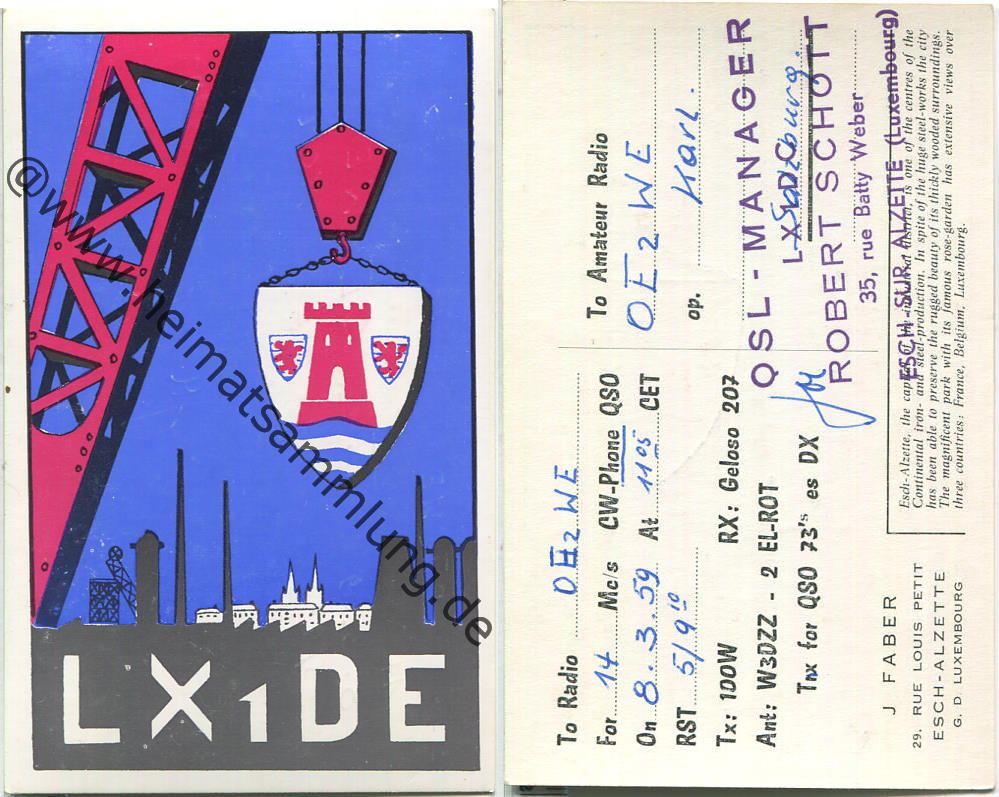 LX1DE
@www.heimatsammlung.de
To Radio OE2WE
For 14 Mc/s CW-Phone QSO
On 8.3.59 At 1105 CET
RST 5/9 10
Tx: 100W RX: Geloso 207
Ant: W3DZZ - 2 EL-ROT
Tnx for QSO 73's es DX
To Amateur Radio
OE2WE
op. Karl.
Salzburg.
QSL - MANAGER
LX1DC
ROBERT SCHOTT
35, rue Batty Weber
ESCH SUR ALZETTE (Luxembourg)
J FABER
29, RUE LOUIS PETIT
ESCH-ALZETTE
G. D. LUXEMBOURG
Esch-Alzette, the capital of the mining district, is one of the centres of the
Continental iron- and steel-production. In spite of the huge steel-works the city
has been able to preserve the rugged beauty of its thickly wooded surroundings.
The magnificent park with its famous rose-garden has extensive views over
three countries: France, Belgium, Luxembourg.